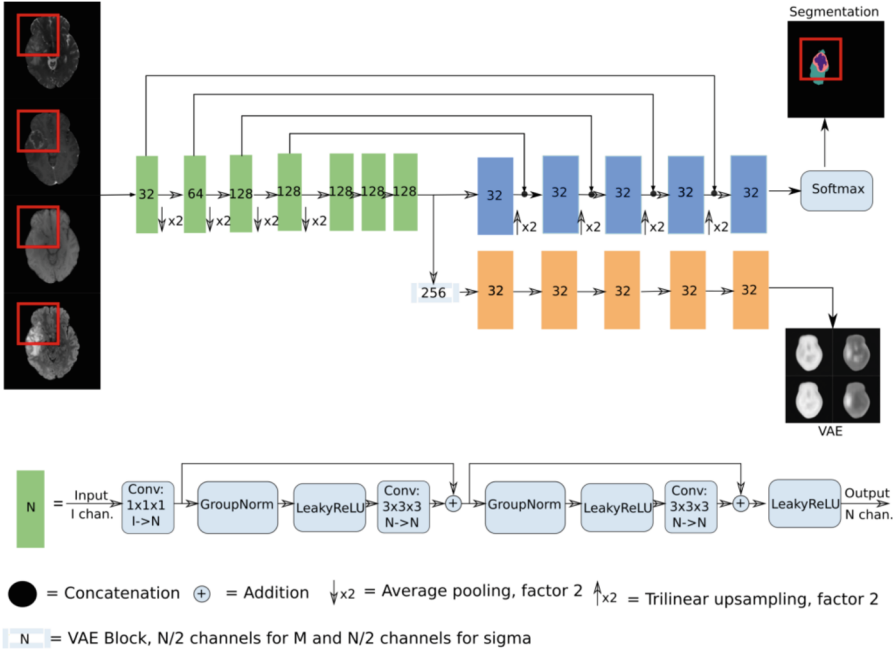 Segmentation
32 64 128 128 128 128 128 32 32 32 32 32 Softmax
x2 x2 x2 x2 x2 x2 x2
256 32 32 32 32 32
VAE
N = Input I chan. Conv: 1x1x1 I->N GroupNorm LeakyReLU Conv: 3x3x3 N->N + GroupNorm LeakyReLU Conv: 3x3x3 N->N + LeakyReLU Output N chan.
= Concatenation + = Addition x2 = Average pooling, factor 2 x2 = Trilinear upsampling, factor 2
N = VAE Block, N/2 channels for M and N/2 channels for sigma